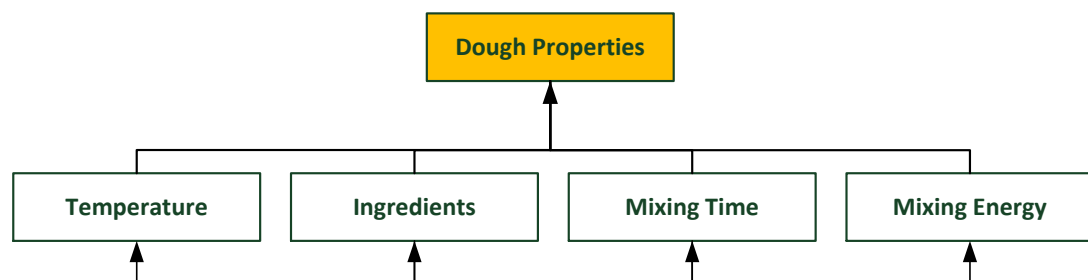 Dough Properties
Temperature
Ingredients
Mixing Time
Mixing Energy